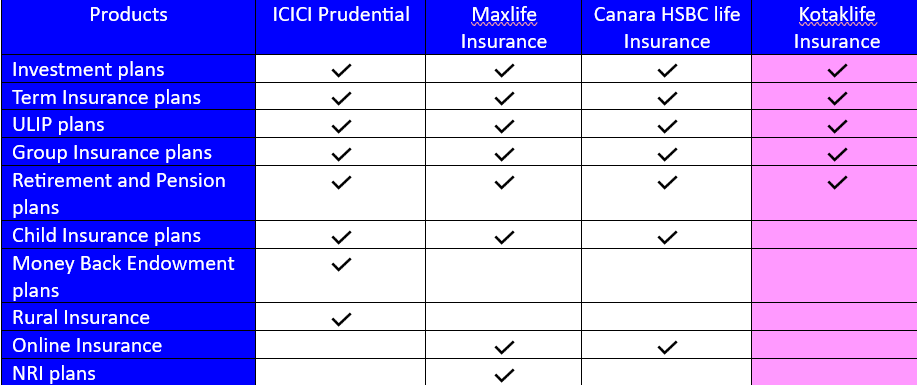 Products ICICI Prudential Maxlife Insurance Canara HSBC life Insurance Kotaklife Insurance
Investment plans ✓ ✓ ✓ ✓
Term Insurance plans ✓ ✓ ✓ ✓
ULIP plans ✓ ✓ ✓ ✓
Group Insurance plans ✓ ✓ ✓ ✓
Retirement and Pension plans ✓ ✓ ✓ ✓
Child Insurance plans ✓ ✓ ✓
Money Back Endowment plans ✓
Rural Insurance ✓
Online Insurance ✓ ✓
NRI plans ✓